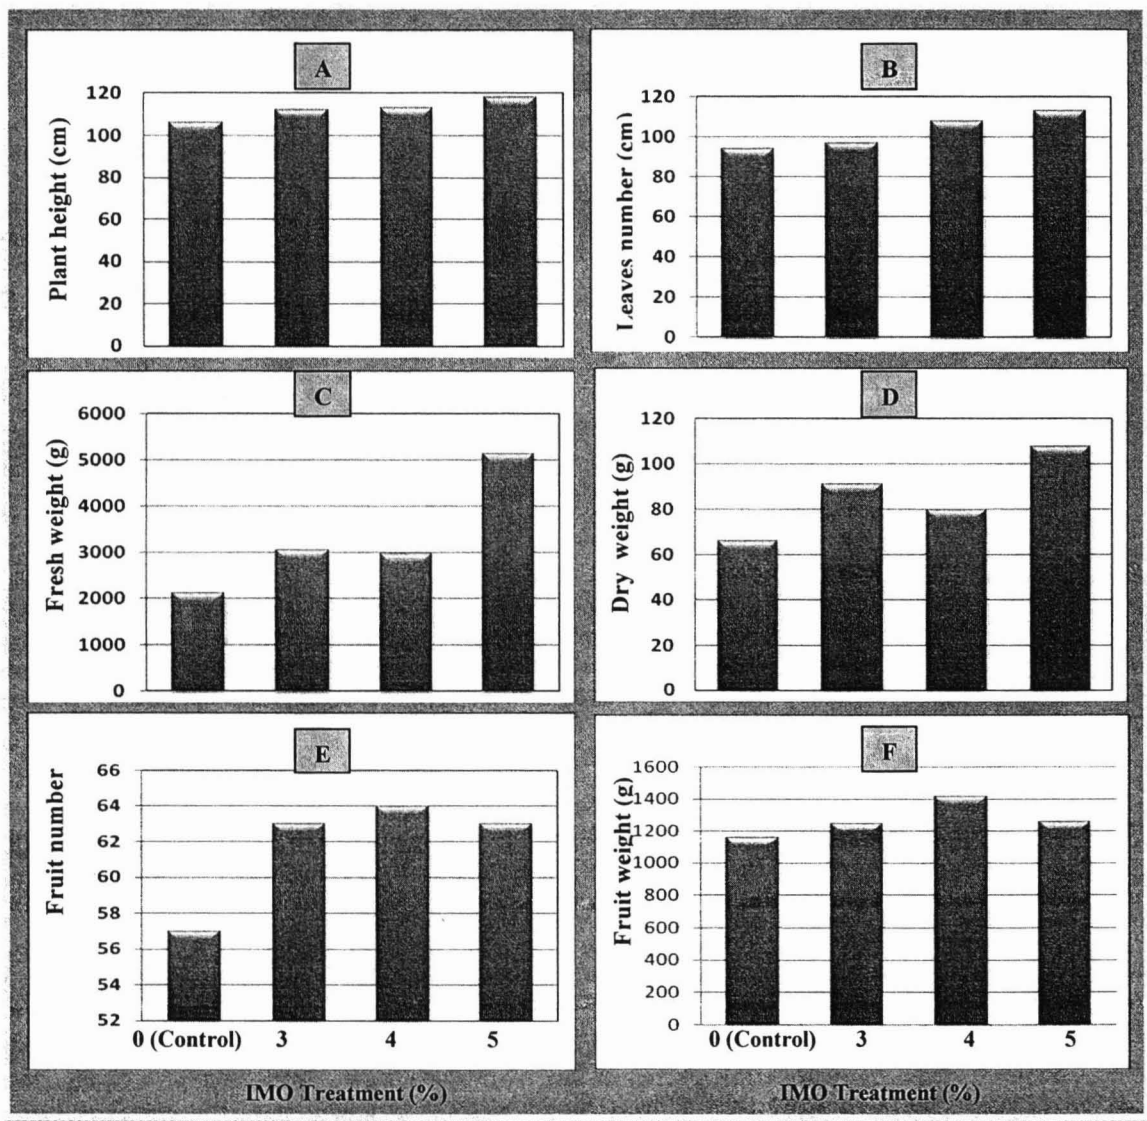 A
Plant height (cm)
120
100
80
60
40
20
0
B
Leaves number (cm)
120
100
80
60
40
20
0
C
Fresh weight (g)
6000
5000
4000
3000
2000
1000
0
D
Dry weight (g)
120
100
80
60
40
20
0
E
Fruit number
66
64
62
60
58
56
54
52
0 (Control) 3 4 5
IMO Treatment (%)
F
Fruit weight (g)
1600
1400
1200
1000
800
600
400
200
0
0 (Control) 3 4 5
IMO Treatment (%)